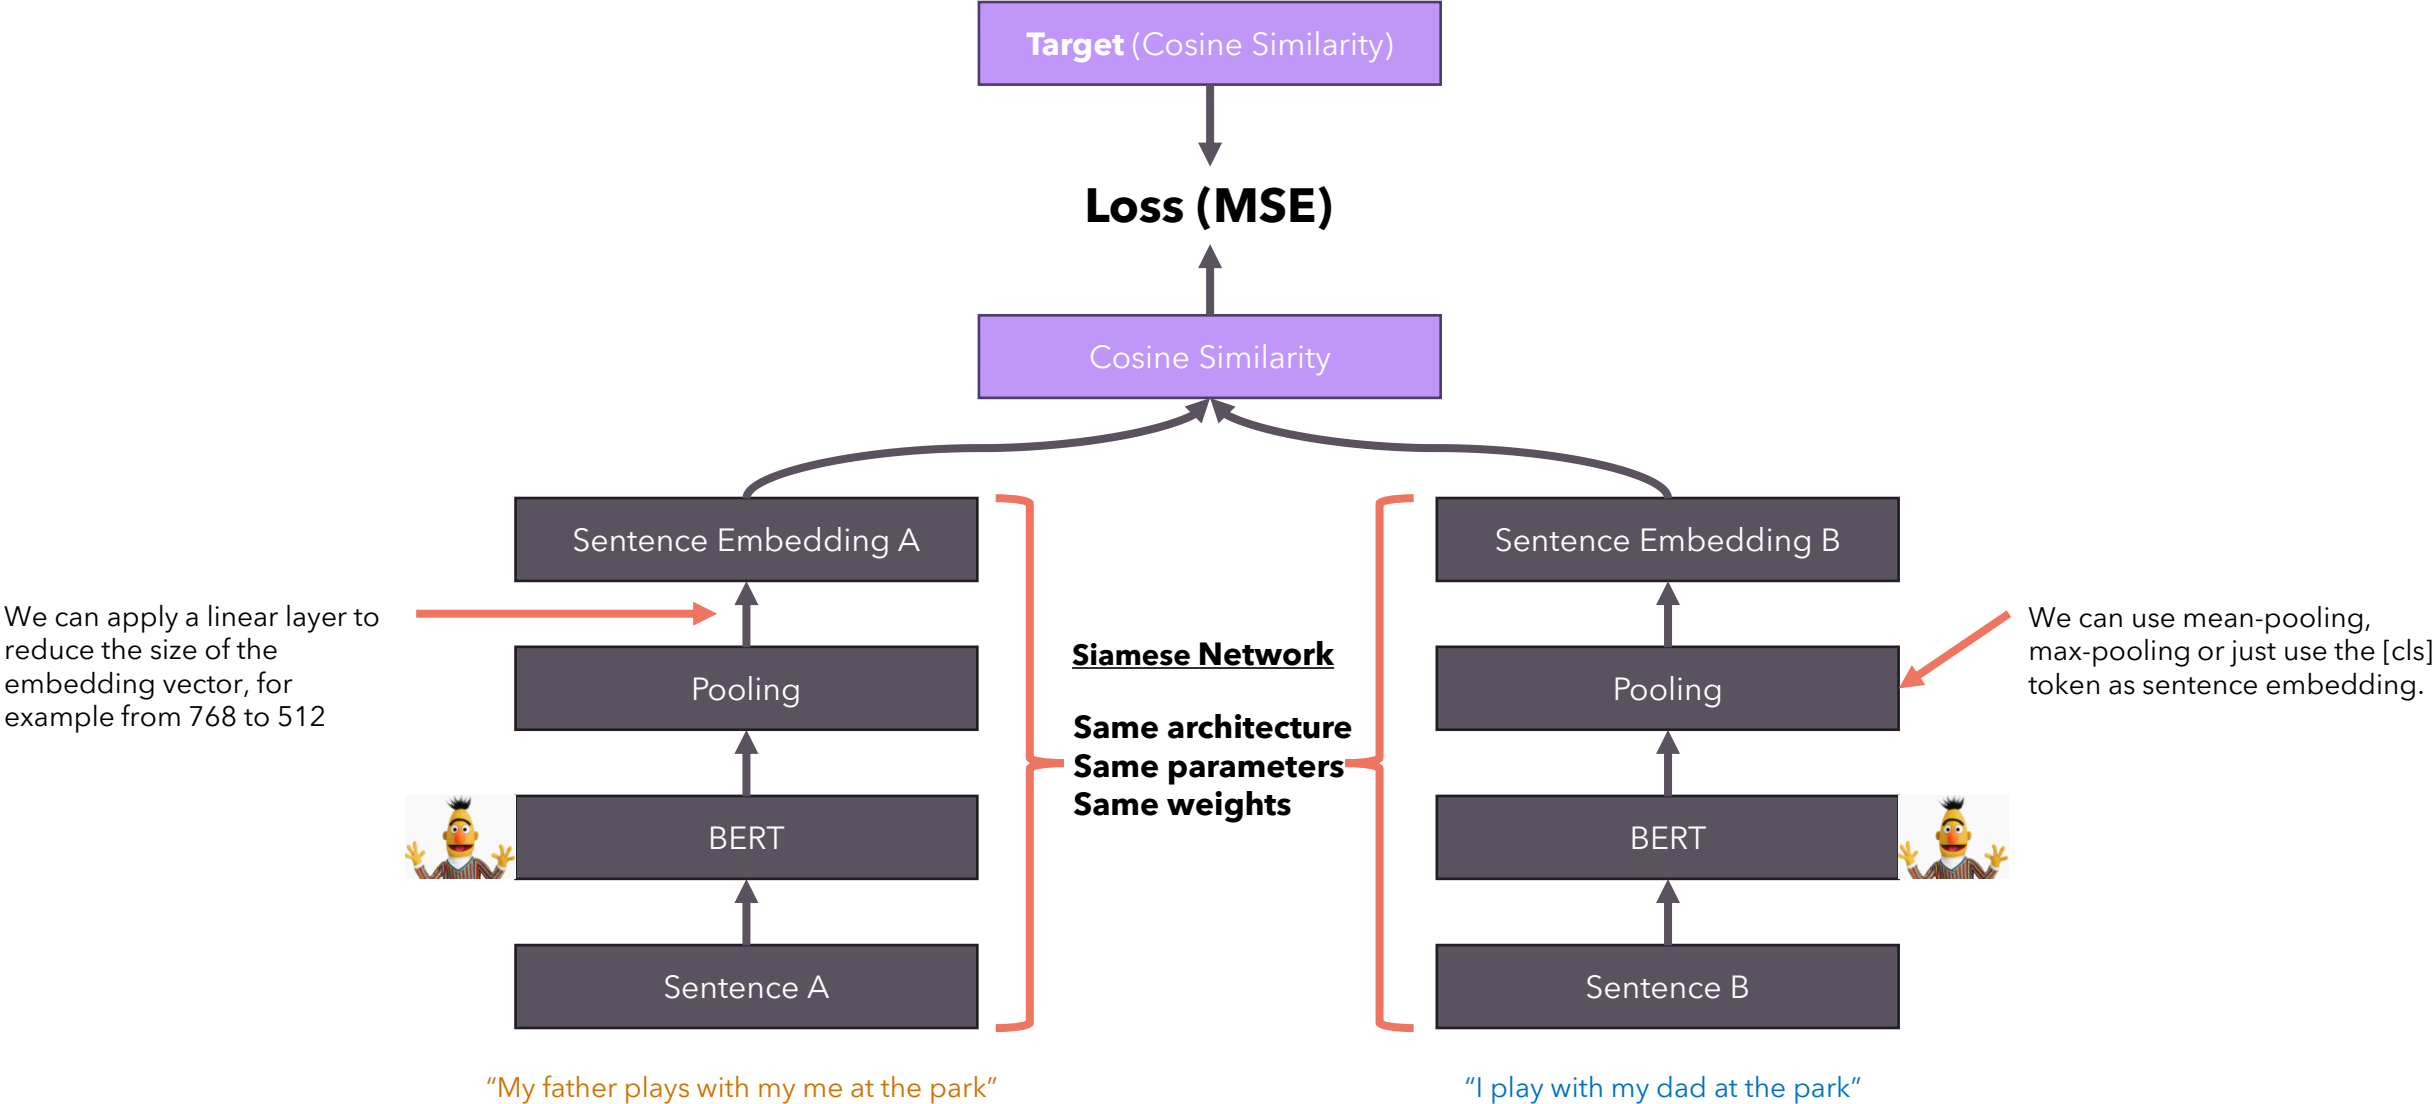 Target (Cosine Similarity)
Loss (MSE)
Cosine Similarity
Sentence Embedding A
Sentence Embedding B
We can apply a linear layer to
reduce the size of the
embedding vector, for
example from 768 to 512
Pooling
Siamese Network
Same architecture
Same parameters
Same weights
Pooling
We can use mean-pooling,
max-pooling or just use the [cls]
token as sentence embedding.
BERT
BERT
Sentence A
Sentence B
“My father plays with my me at the park”
“I play with my dad at the park”